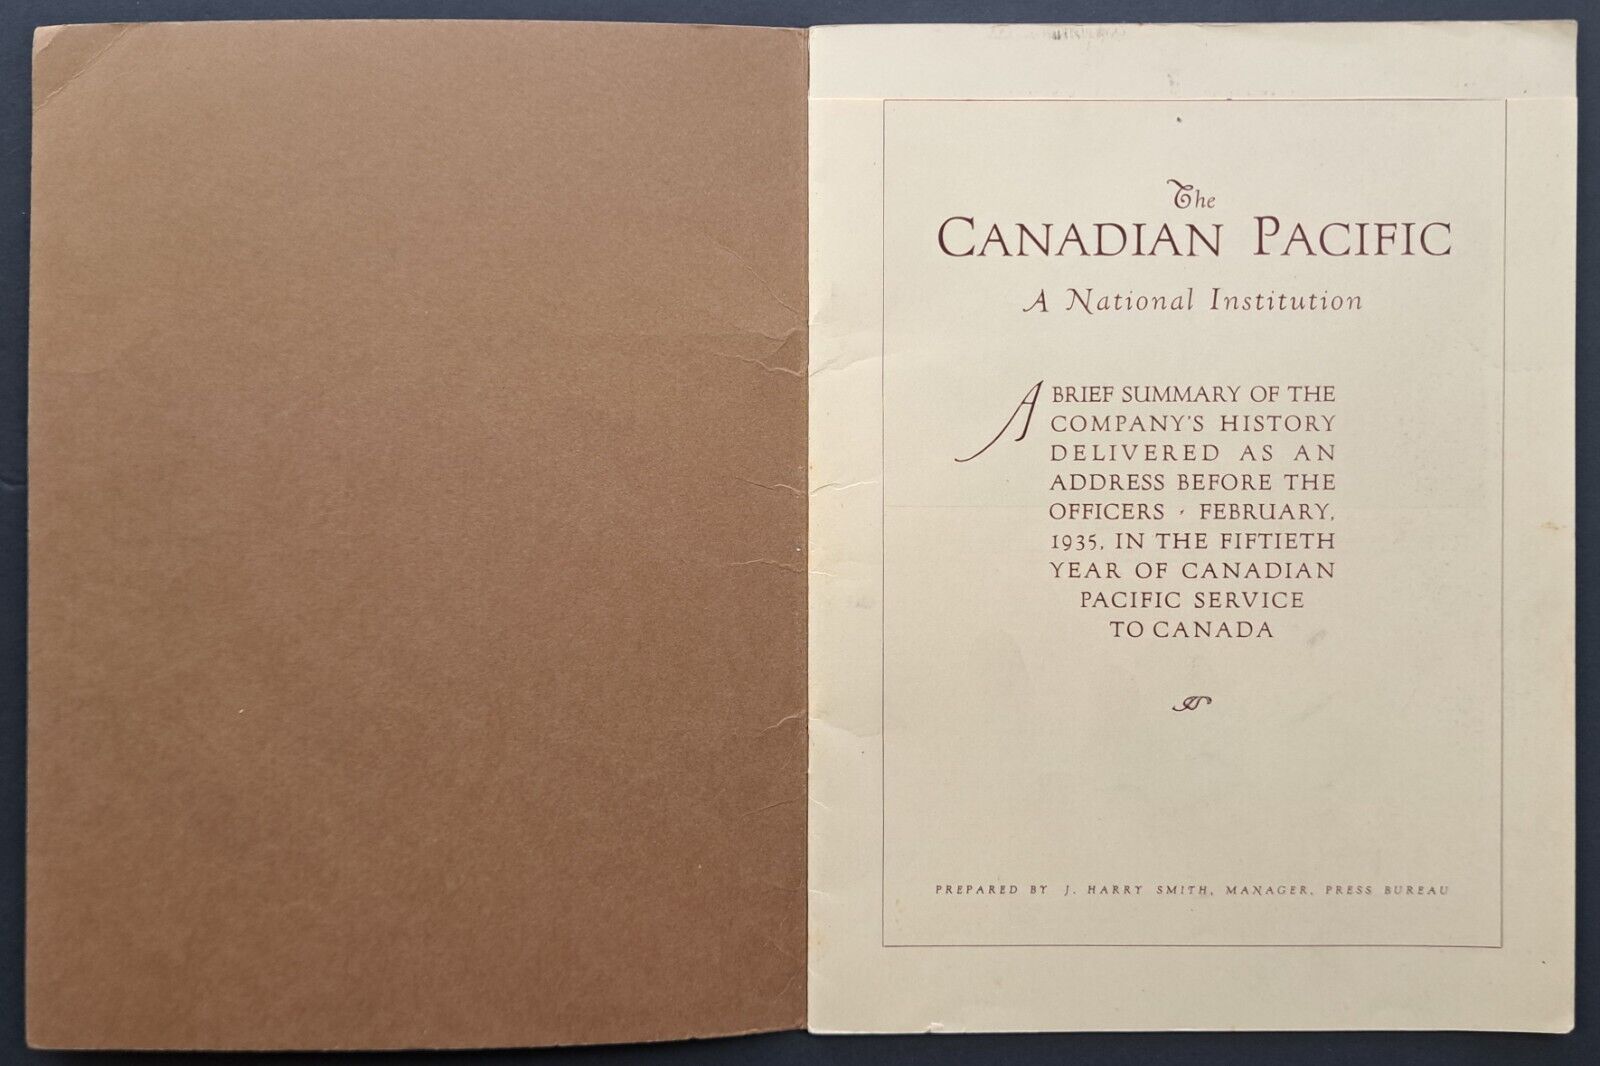 The
CANADIAN PACIFIC
A National Institution
A BRIEF SUMMARY OF THE
COMPANY'S HISTORY
DELIVERED AS AN
ADDRESS BEFORE THE
OFFICERS · FEBRUARY,
1935, IN THE FIFTIETH
YEAR OF CANADIAN
PACIFIC SERVICE
TO CANADA
PREPARED BY J. HARRY SMITH, MANAGER, PRESS BUREAU